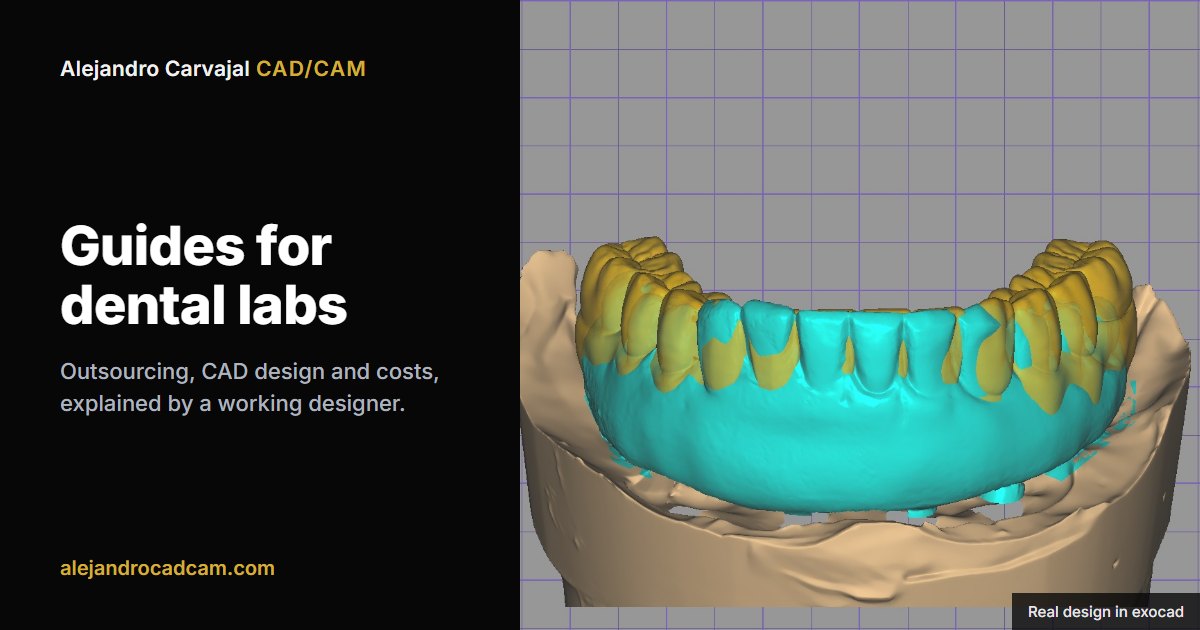 Alejandro Carvajal CAD/CAM
Guides for
dental labs
Outsourcing, CAD design and costs,
explained by a working designer.
alejandrocadcam.com
Real design in exocad